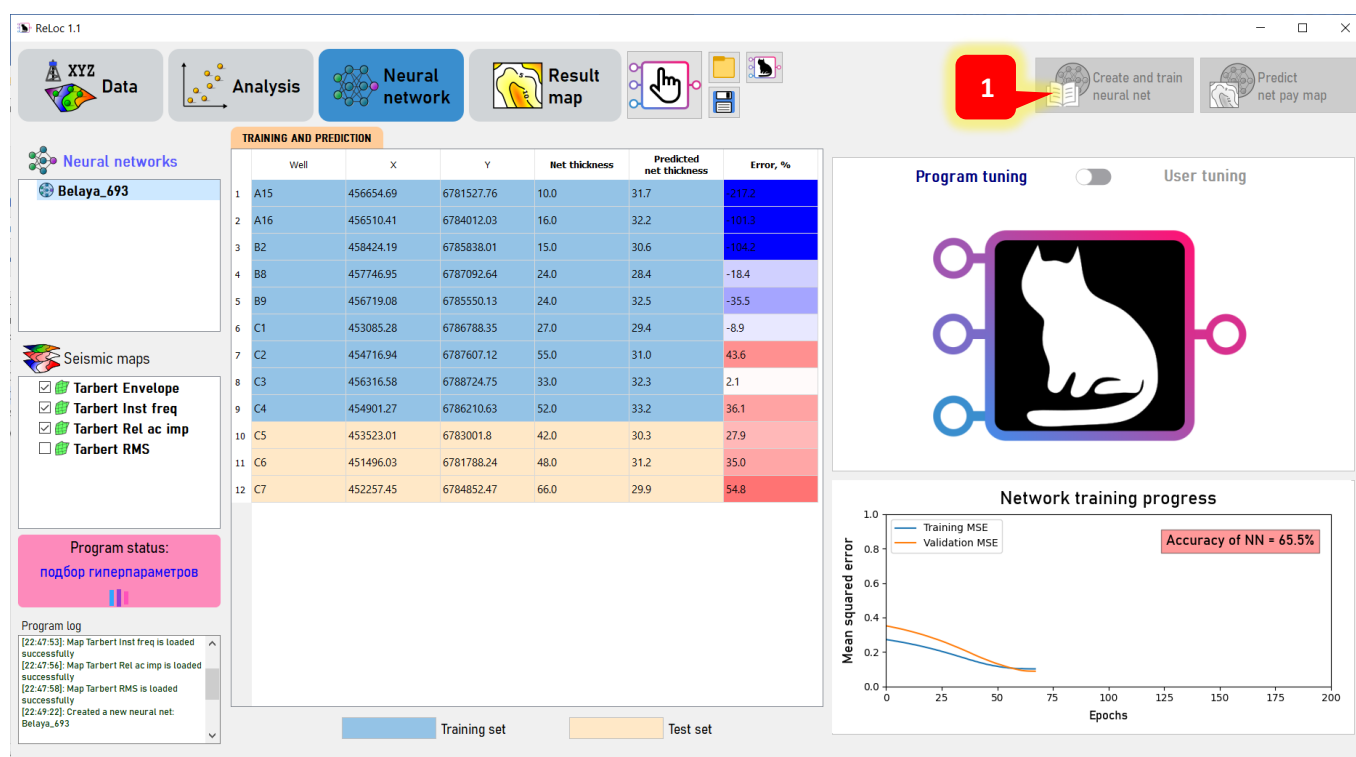 ReLoc 1.1
XYZ
Data
Analysis
Neural
network
Result
map
1
Create and train
neural net
Predict
net pay map
Neural networks
Belaya_693
Seismic maps
Tarbert Envelope
Tarbert Inst freq
Tarbert Rel ac imp
Tarbert RMS
Program status:
подбор гиперпараметров
Program log
[22:47:53]: Map Tarbert Inst freq is loaded
successfully
[22:47:56]: Map Tarbert Rel ac imp is loaded
successfully
[22:47:58]: Map Tarbert RMS is loaded
successfully
[22:49:22]: Created a new neural net:
Belaya_693
TRAINING AND PREDICTION
Well X Y Net thickness Predicted net thickness Error, %
1 A15 456654.69 6781527.76 10.0 31.7 -217.2
2 A16 456510.41 6784012.03 16.0 32.2 -101.3
3 B2 458424.19 6785838.01 15.0 30.6 -104.2
4 B8 457746.95 6787092.64 24.0 28.4 -18.4
5 B9 456719.08 6785550.13 24.0 32.5 -35.5
6 C1 453085.28 6786788.35 27.0 29.4 -8.9
7 C2 454716.94 6787607.12 55.0 31.0 43.6
8 C3 456316.58 6788724.75 33.0 32.3 2.1
9 C4 454901.27 6786210.63 52.0 33.2 36.1
10 C5 453523.01 6783001.8 42.0 30.3 27.9
11 C6 451496.03 6781788.24 48.0 31.2 35.0
12 C7 452257.45 6784852.47 66.0 29.9 54.8
Training set Test set
Program tuning User tuning
Network training progress
Training MSE
Validation MSE
Accuracy of NN = 65.5%
Mean squared error
1.0
0.8
0.6
0.4
0.2
0.0
0 25 50 75 100 125 150 175 200
Epochs